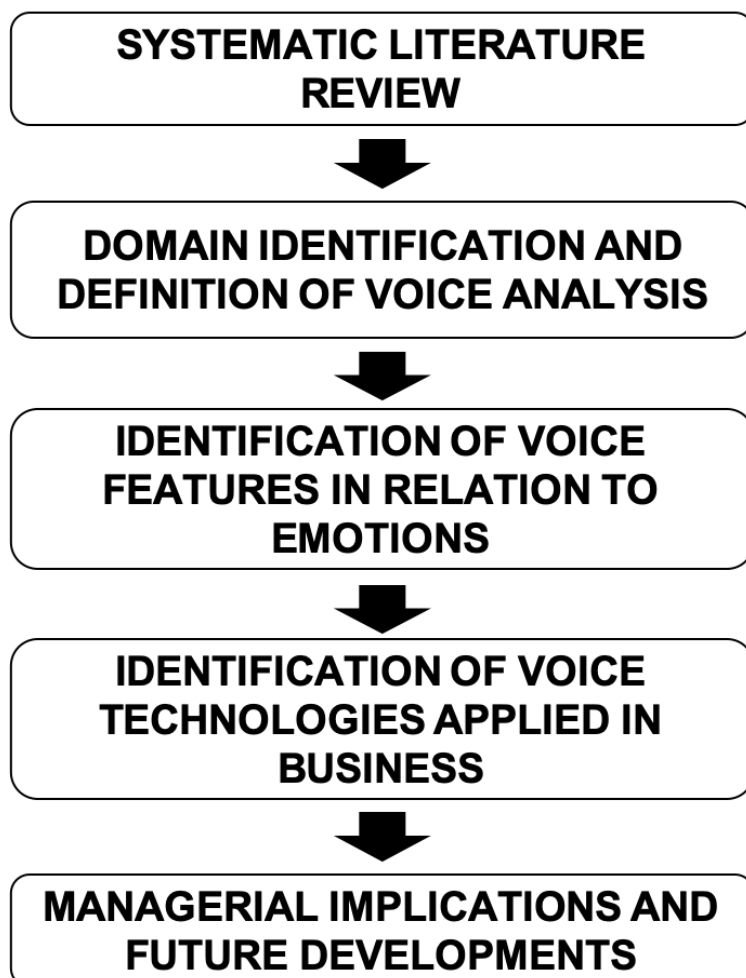 SYSTEMATIC LITERATURE
REVIEW
DOMAIN IDENTIFICATION AND
DEFINITION OF VOICE ANALYSIS
IDENTIFICATION OF VOICE
FEATURES IN RELATION TO
EMOTIONS
IDENTIFICATION OF VOICE
TECHNOLOGIES APPLIED IN
BUSINESS
MANAGERIAL IMPLICATIONS AND
FUTURE DEVELOPMENTS